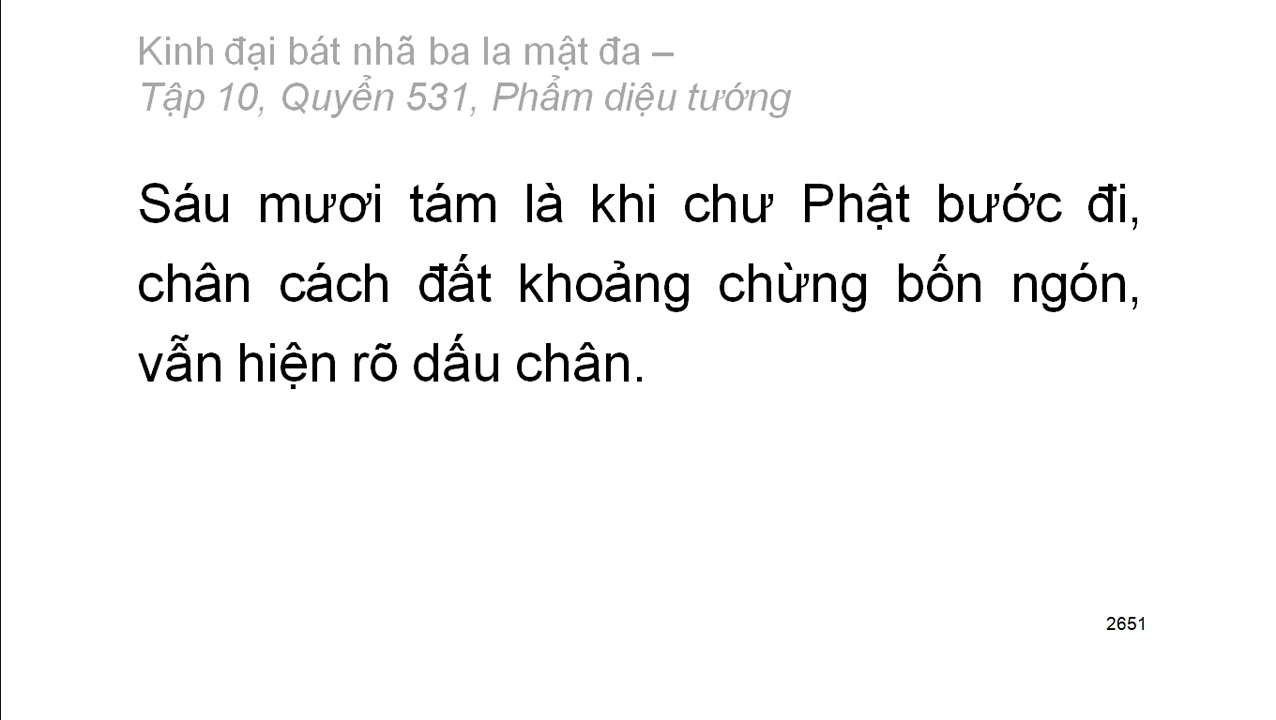 Kinh đại bát nhã ba la mật đa –
Tập 10, Quyển 531, Phẩm diệu tướng
Sáu mươi tám là khi chư Phật bước đi,
chân cách đất khoảng chừng bốn ngón,
vẫn hiện rõ dấu chân.
2651